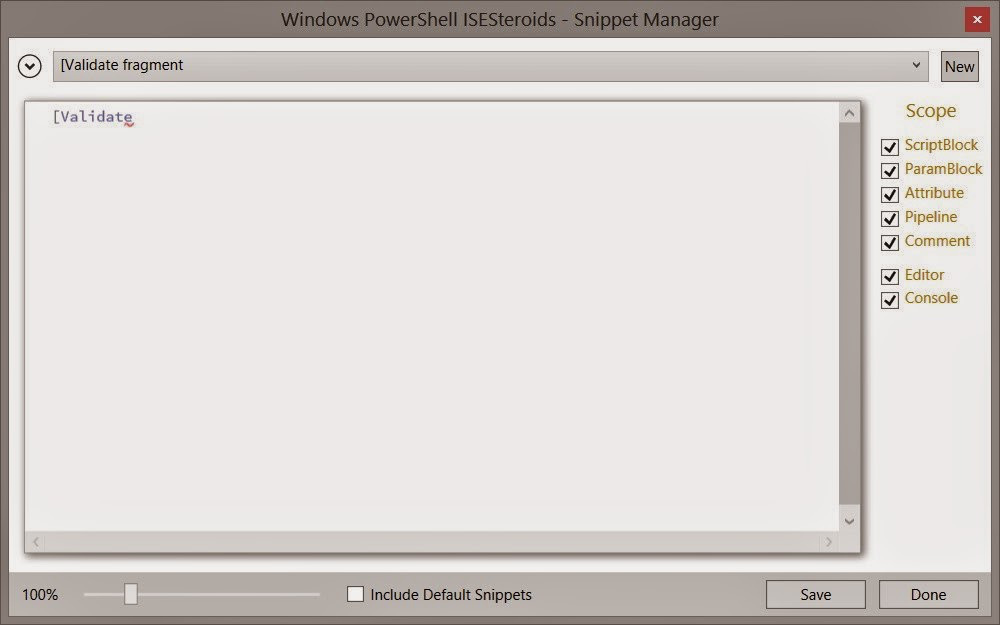 Windows PowerShell ISESteroids - Snippet Manager
[Validate fragment
New
[Validate
Scope
ScriptBlock
ParamBlock
Attribute
Pipeline
Comment
Editor
Console
100%
Include Default Snippets
Save
Done